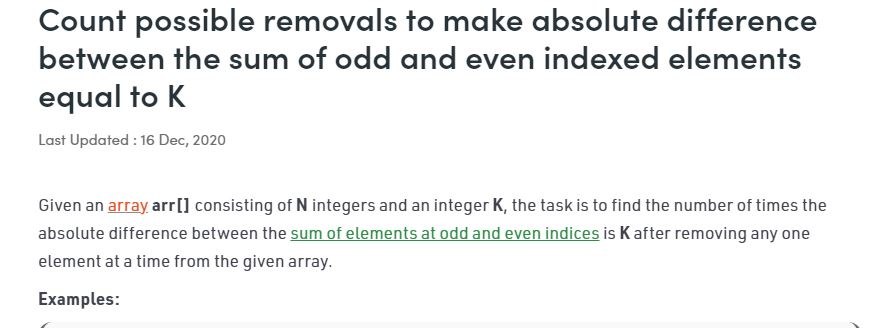 Count possible removals to make absolute difference
between the sum of odd and even indexed elements
equal to K
Last Updated : 16 Dec, 2020
Given an array arr[] consisting of N integers and an integer K, the task is to find the number of times the
absolute difference between the sum of elements at odd and even indices is K after removing any one
element at a time from the given array.
Examples: